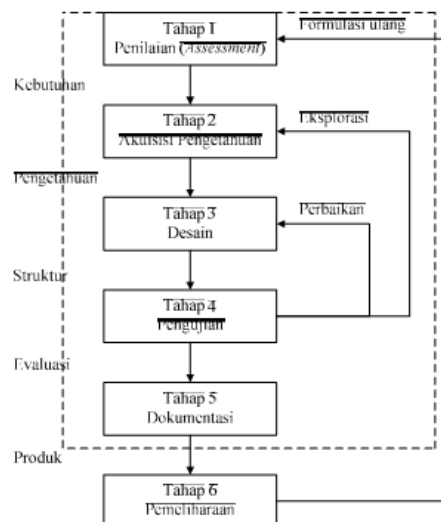 Tahap 1
Penilaian (Assessment)
Formulasi ulang
Kebutuhan
Tahap 2
Akuisisi Pengetahuan
Eksplorasi
Pengetahuan
Tahap 3
Desain
Perbaikan
Struktur
Tahap 4
Pengujian
Evaluasi
Tahap 5
Dokumentasi
Produk
Tahap 6
Pemeliharaan